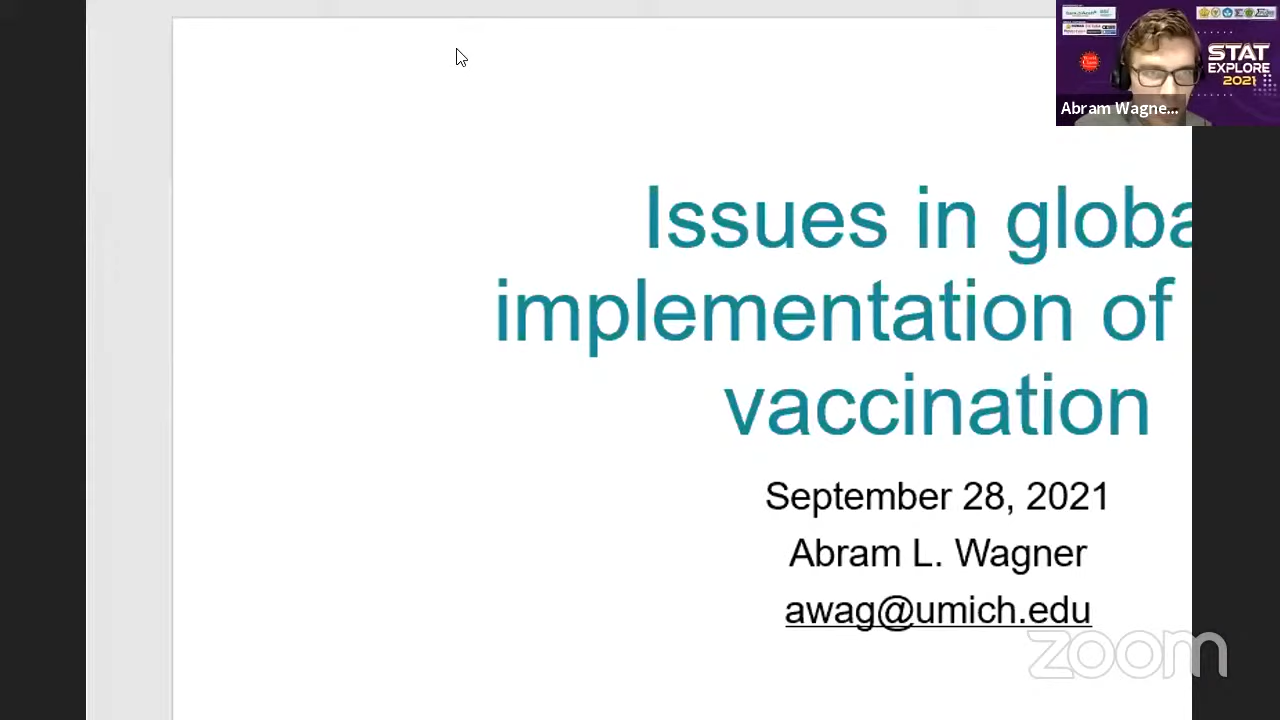 STAT
EXPLORE
2021
Abram Wagne...
Issues in globa
implementation of
vaccination
September 28, 2021
Abram L. Wagner
awag@umich.edu
zoom